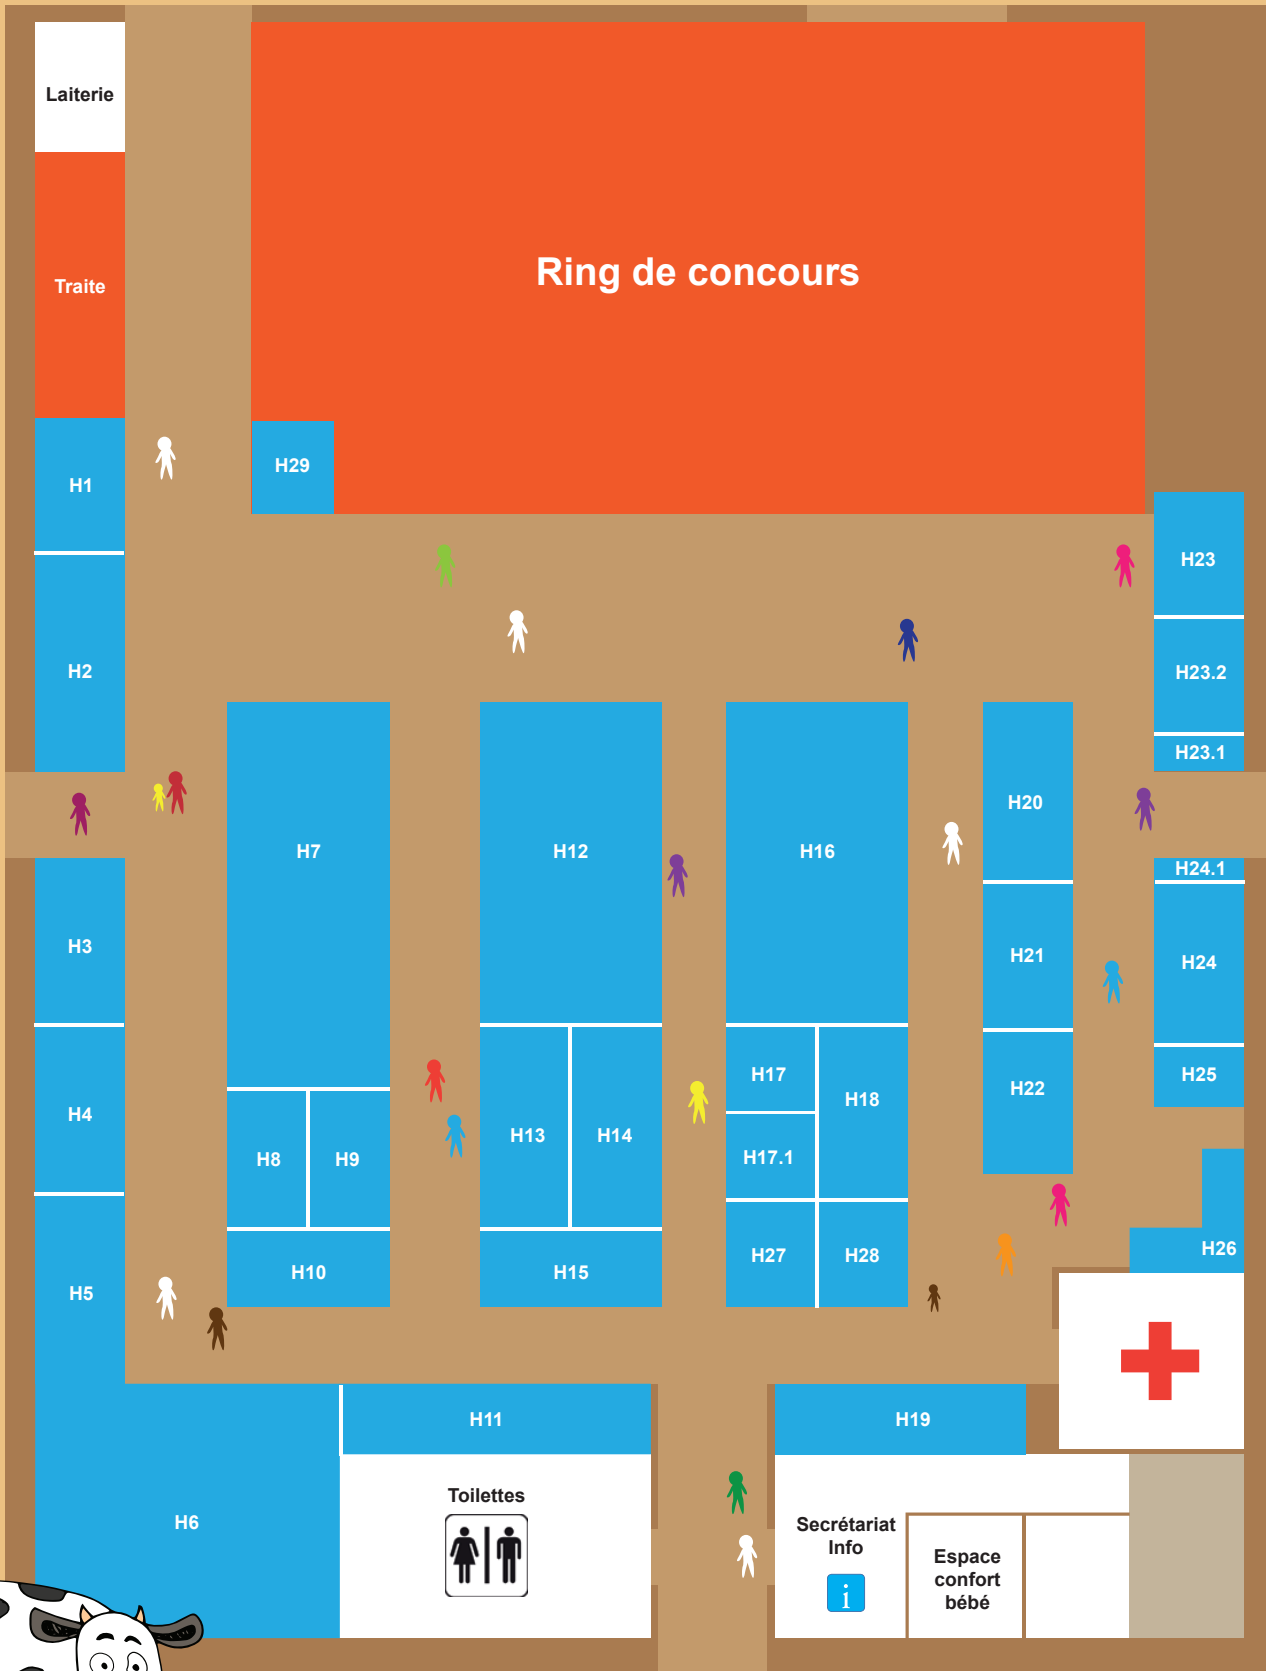 Laiterie
Traite
Ring de concours
H1
H29
H2
H23
H23.2
H23.1
H7
H12
H16
H20
H24.1
H3
H21
H24
H4
H8
H9
H13
H14
H17
H17.1
H18
H22
H25
H5
H10
H15
H27
H28
H26
H11
H19
H6
Toilettes
Secrétariat
Info
i
Espace
confort
bébé